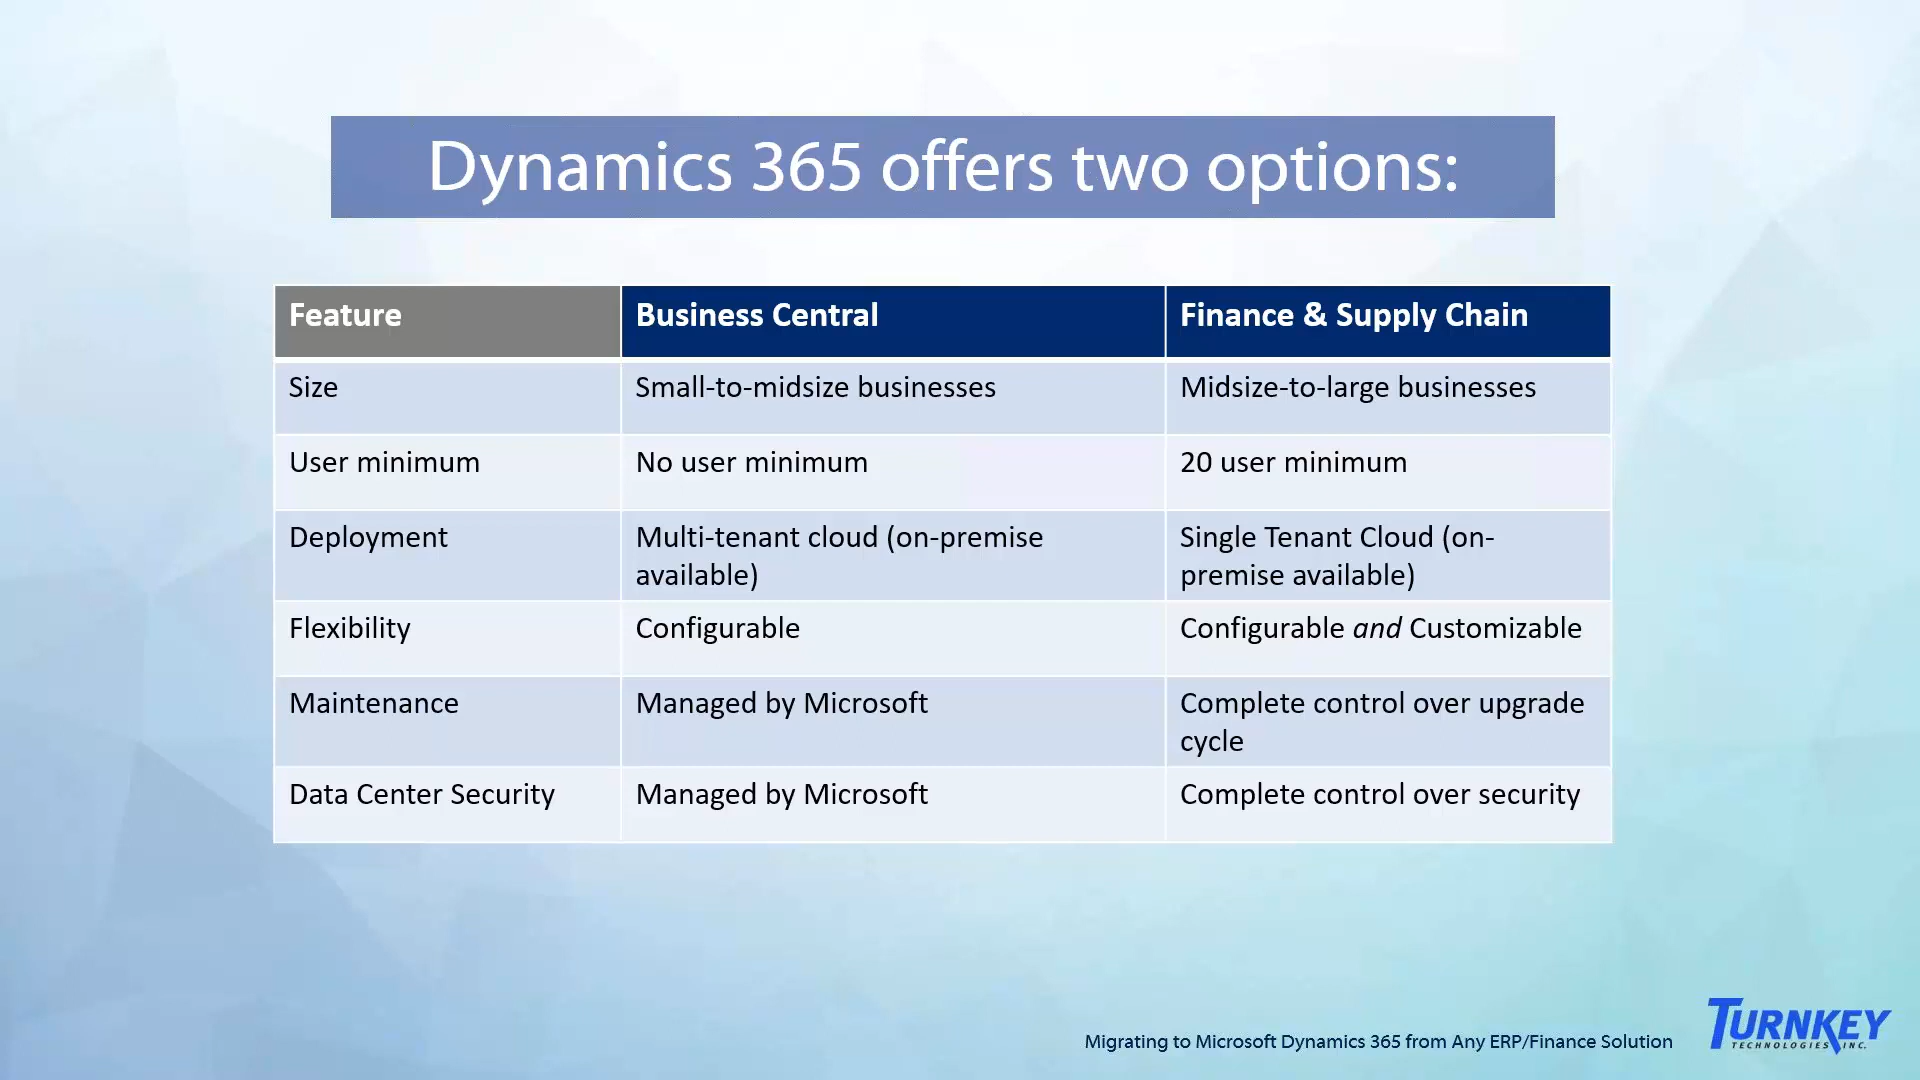 Dynamics 365 offers two options:
Feature Business Central Finance & Supply Chain
Size Small-to-midsize businesses Midsize-to-large businesses
User minimum No user minimum 20 user minimum
Deployment Multi-tenant cloud (on-premise Single Tenant Cloud (on-
available) premise available)
Flexibility Configurable Configurable and Customizable
Maintenance Managed by Microsoft Complete control over upgrade
cycle
Data Center Security Managed by Microsoft Complete control over security
Migrating to Microsoft Dynamics 365 from Any ERP/Finance Solution
TURNKEY
TECHNOLOGIES, INC.